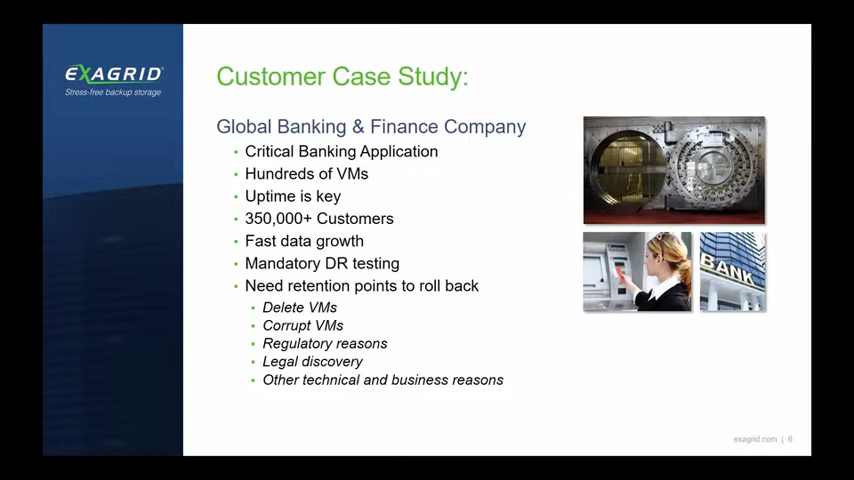 EXAGRID
Stress-free backup storage
Customer Case Study:
Global Banking & Finance Company
• Critical Banking Application
• Hundreds of VMs
• Uptime is key
• 350,000+ Customers
• Fast data growth
• Mandatory DR testing
• Need retention points to roll back
• Delete VMs
• Corrupt VMs
• Regulatory reasons
• Legal discovery
• Other technical and business reasons
BANK
exagrid.com | 6